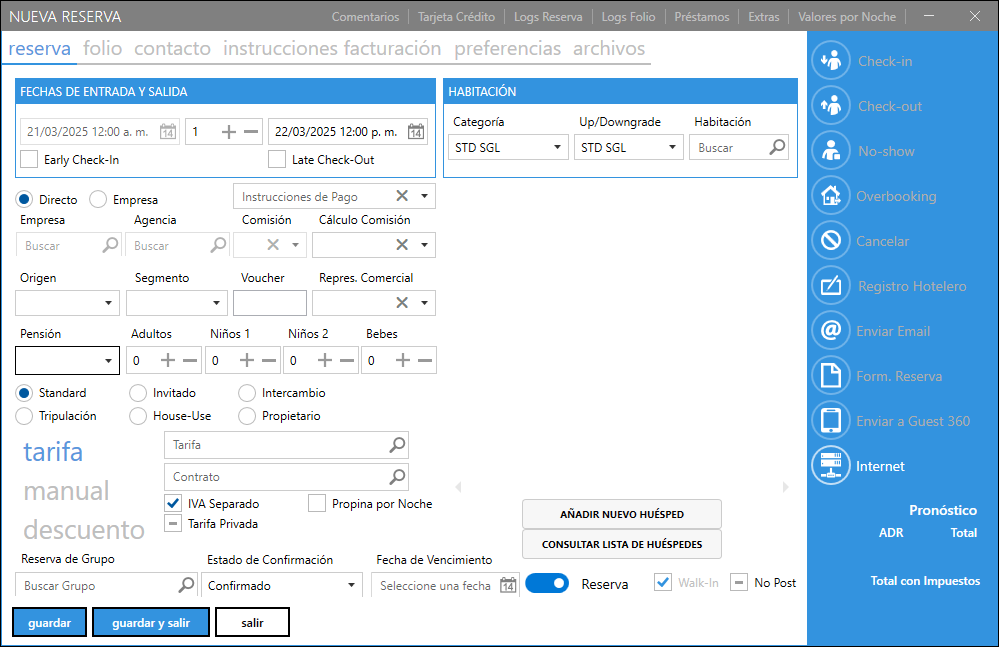 NUEVA RESERVA
Comentarios
Tarjeta Crédito
Logs Reserva
Logs Folio
Préstamos
Extras
Valores por Noche
reserva folio contacto instrucciones facturación preferencias archivos
FECHAS DE ENTRADA Y SALIDA
21/03/2025 12:00 a. m.
14
1
22/03/2025 12:00 p. m.
14
Early Check-In
Late Check-Out
HABITACIÓN
Categoría
Up/Downgrade
Habitación
STD SGL
STD SGL
Buscar
Directo
Empresa
Instrucciones de Pago
Empresa
Agencia
Comisión
Cálculo Comisión
Buscar
Buscar
Origen
Segmento
Voucher
Repres. Comercial
Pensión
Adultos
Niños 1
Niños 2
Bebes
0
0
0
0
Standard
Invitado
Intercambio
Tripulación
House-Use
Propietario
tarifa
manual
descuento
Tarifa
Contrato
IVA Separado
Propina por Noche
Tarifa Privada
AÑADIR NUEVO HUÉSPED
CONSULTAR LISTA DE HUÉSPEDES
Reserva de Grupo
Estado de Confirmación
Fecha de Vencimiento
Buscar Grupo
Confirmado
Seleccione una fecha
14
Reserva
Walk-In
No Post
guardar
guardar y salir
salir
Check-in
Check-out
No-show
Overbooking
Cancelar
Registro Hotelero
@ Enviar Email
Form. Reserva
Enviar a Guest 360
Internet
Pronóstico
ADR
Total
Total con Impuestos